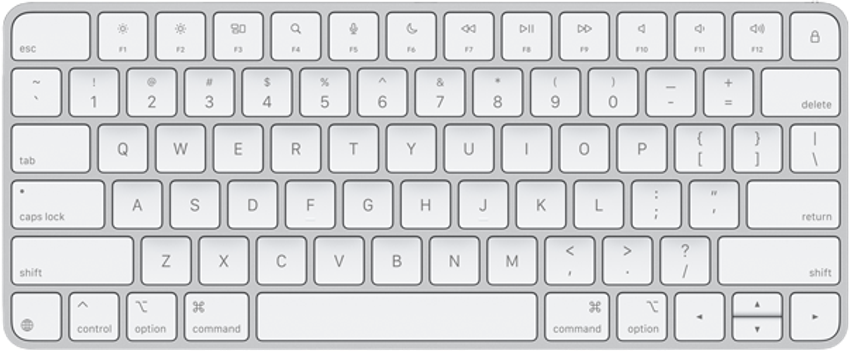 esc F1 F2 F3 F4 F5 F6 F7 F8 F9 F10 F11 F12
~ ! @ # $ % ^ & * ( ) _ +
` 1 2 3 4 5 6 7 8 9 0 - = delete
tab Q W E R T Y U I O P { [ } ] | \
caps lock A S D F G H J K L : ; " ' return
shift Z X C V B N M < , > . ? / shift
^ ⌥ ⌘ ⌘ ⌥ ◀ ▲ ▼ ▶
control option command command option